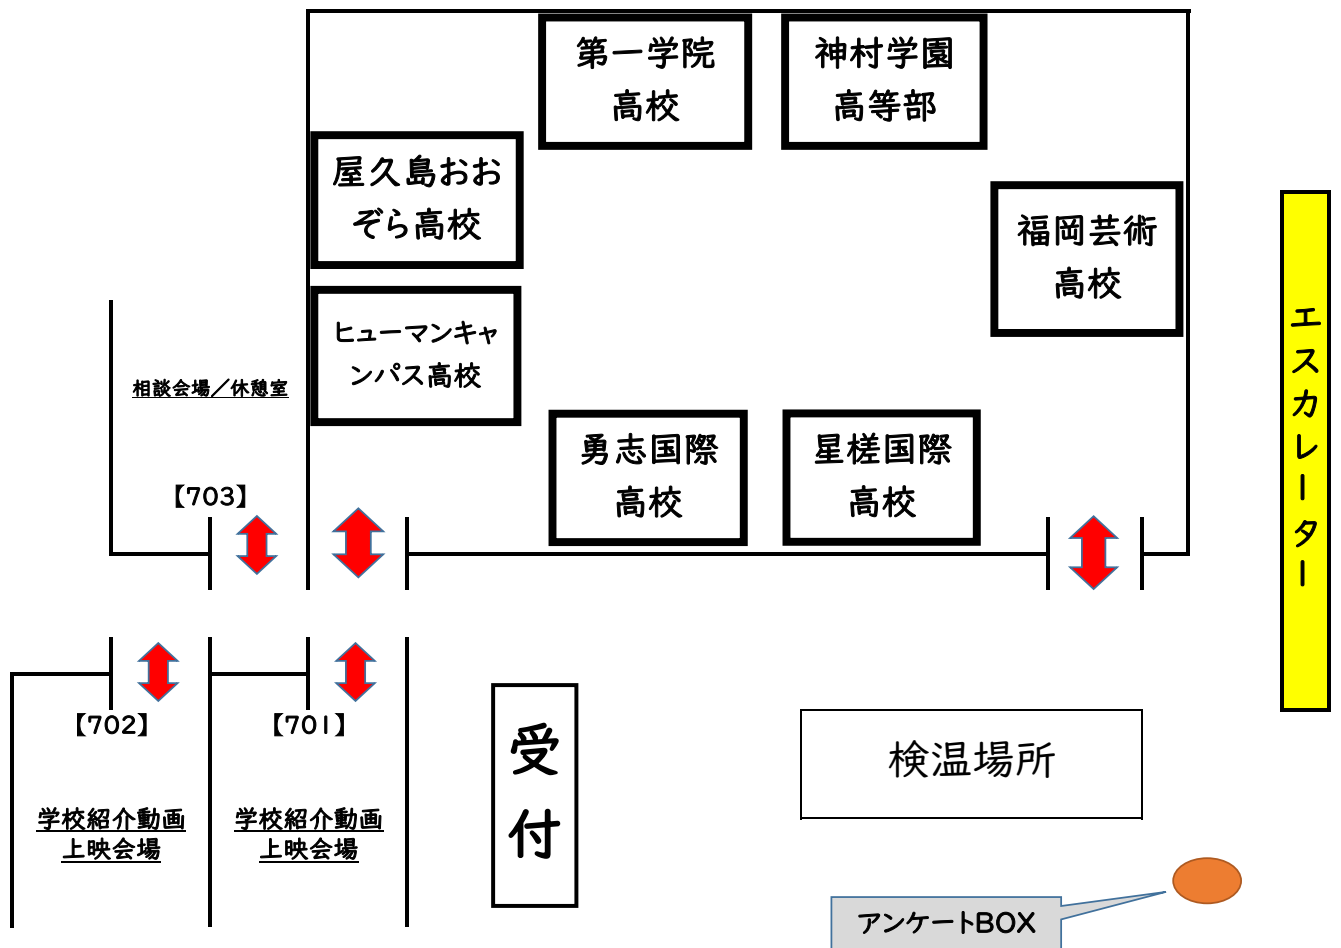 第一学院
高校
神村学園
高等部
屋久島おお
ぞら高校
福岡芸術
高校
ヒューマンキャ
ンパス高校
エスカレーター
相談会場／休憩室
勇志国際
高校
星槎国際
高校
【703】
【702】
【701】
受付
検温場所
学校紹介動画
上映会場
学校紹介動画
上映会場
アンケートBOX